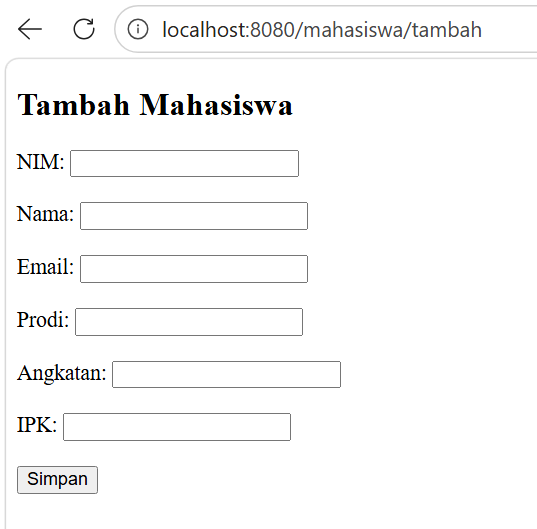 localhost:8080/mahasiswa/tambah
Tambah Mahasiswa
NIM:
Nama:
Email:
Prodi:
Angkatan:
IPK:
Simpan